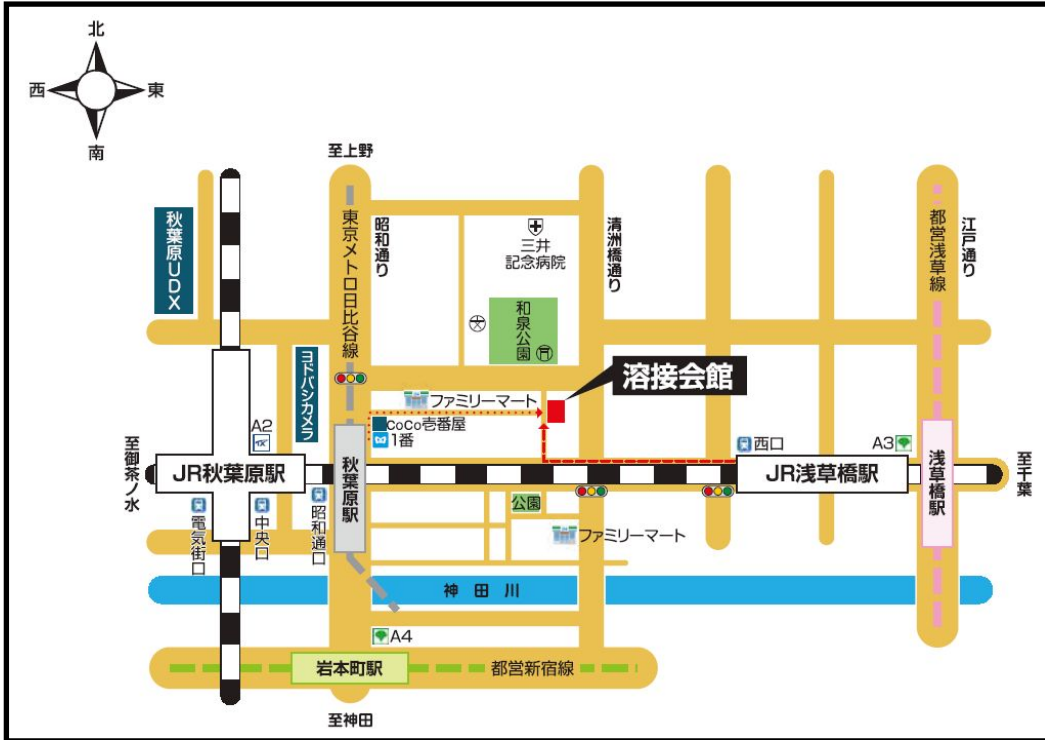 北
西
東
南
至上野
秋葉原UDX
東京メトロ日比谷線
昭和通り
三井
記念病院
清洲橋通り
都営浅草線
江戸通り
和泉公園
ヨドバシカメラ
溶接会館
ファミリーマート
CoCo壱番屋
1番
A2
TX
西口
A3
至御茶ノ水
JR秋葉原駅
秋葉原駅
JR浅草橋駅
浅草橋駅
至千葉
電気街口
中央口
昭和通口
公園
ファミリーマート
神田川
A4
岩本町駅
都営新宿線
至神田